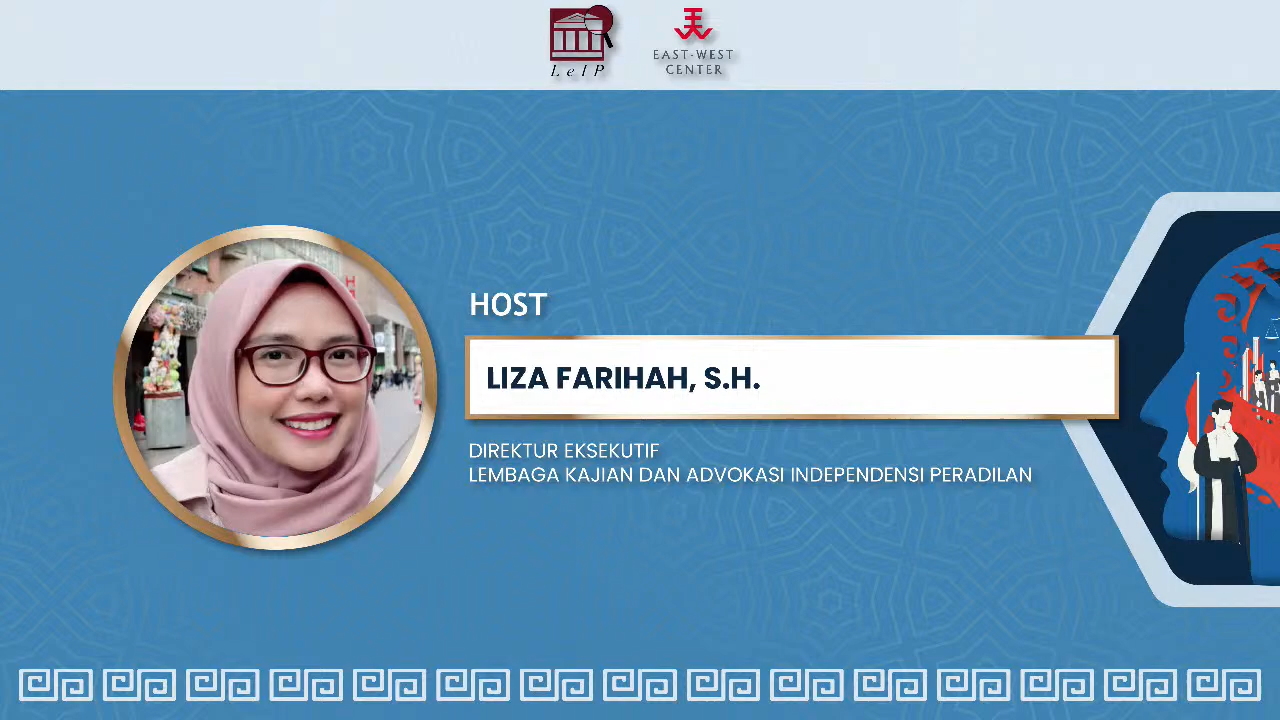 LeIP
EAST-WEST
CENTER
HOST
LIZA FARIHAH, S.H.
DIREKTUR EKSEKUTIF
LEMBAGA KAJIAN DAN ADVOKASI INDEPENDENSI PERADILAN